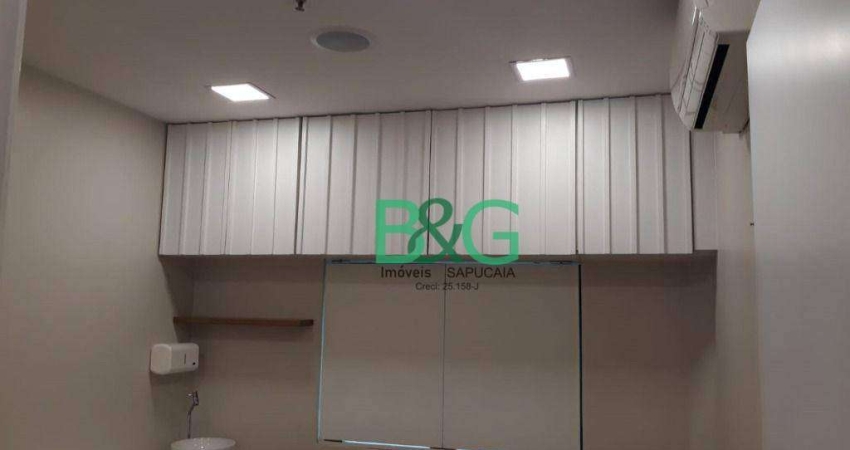 B&G
Imóveis SAPUCAIA
Creci: 25.158-J